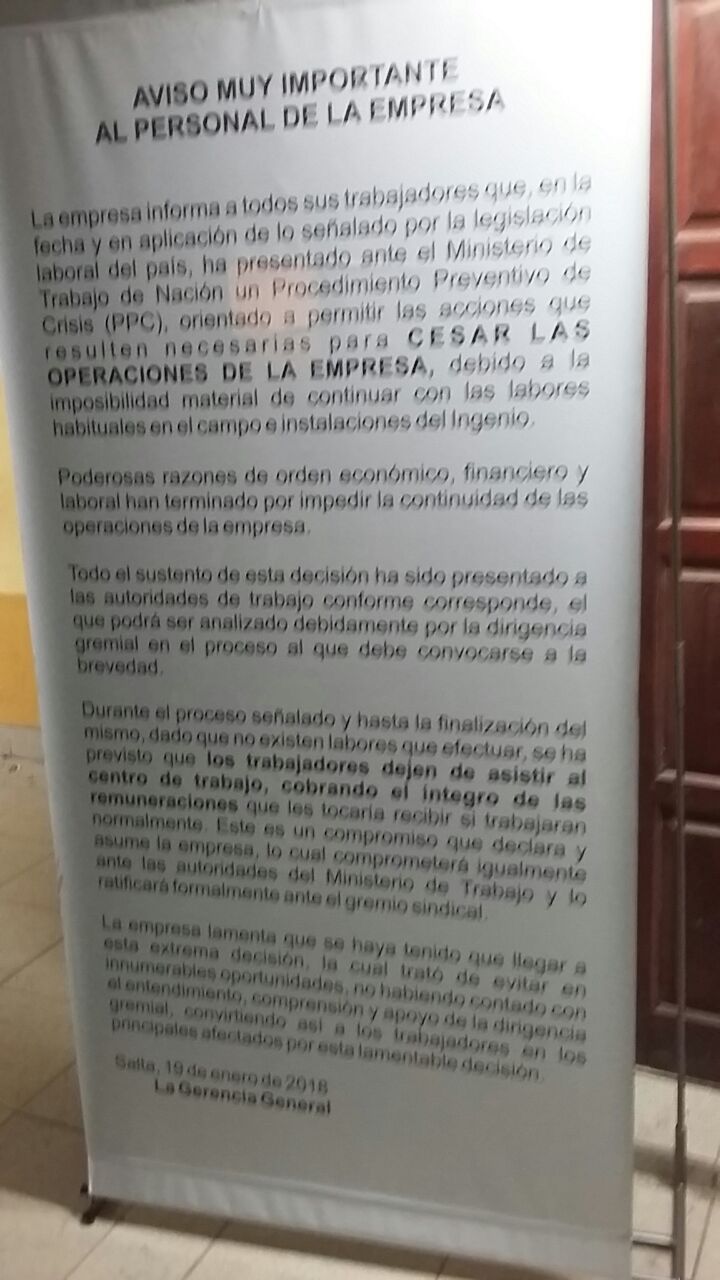 AVISO MUY IMPORTANTE
AL PERSONAL DE LA EMPRESA
La empresa informa a todos sus trabajadores que, en la
fecha y en aplicación de lo señalado por la legislación
laboral del país, ha presentado ante el Ministerio de
Trabajo de Nación un Procedimiento Preventivo de
Crisis (PPC), orientado a permitir las acciones que
resulten necesarias para CESAR LAS
OPERACIONES DE LA EMPRESA, debido a la
imposibilidad material de continuar con las labores
habituales en el campo e instalaciones del Ingenio.
Poderosas razones de orden económico, financiero y
laboral han terminado por impedir la continuidad de las
operaciones de la empresa.
Todo el sustento de esta decisión ha sido presentado a
las autoridades de trabajo conforme corresponde, el
que podrá ser analizado debidamente por la dirigencia
gremial en el proceso al que debe convocarse a la
brevedad.
Durante el proceso señalado y hasta la finalización del
mismo, dado que no existen labores que efectuar, se ha
previsto que los trabajadores dejen de asistir al
centro de trabajo, cobrando el íntegro de las
remuneraciones que les tocaría recibir si trabajaran
normalmente. Este es un compromiso que declara y
asume la empresa, lo cual comprometerá igualmente
ante las autoridades del Ministerio de Trabajo y lo
ratificará formalmente ante el gremio sindical.
La empresa lamenta que se haya tenido que llegar a
esta extrema decisión, la cual trató de evitar en
innumerables oportunidades, no habiendo contado con
el entendimiento, comprensión y apoyo de la dirigencia
gremial, convirtiendo así a los trabajadores en los
principales afectados por esta lamentable decisión.
Salta, 19 de enero de 2018
La Gerencia General